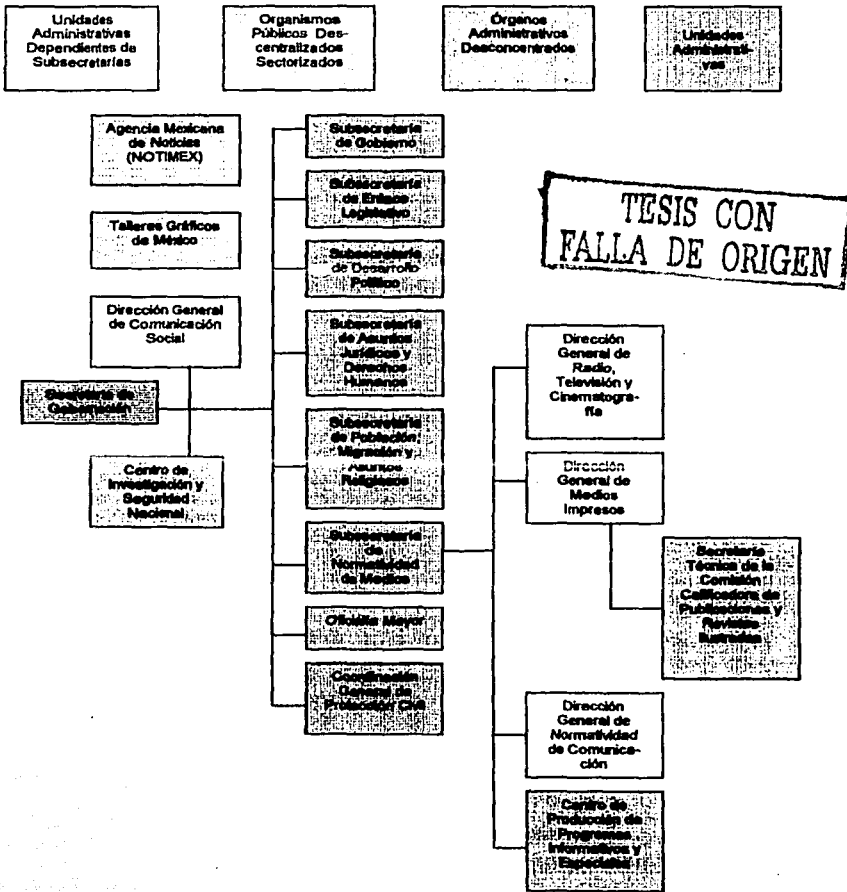 Unidades
Administrativas
Dependientes de
Subsecretarías
Organismos
Públicos Des-
centralizados
Sectorizados
Órganos
Administrativos
Desconcentrados
Unidades
Administrati-
vas
Agencia Mexicana
de Noticias
(NOTIMEX)
Talleres Gráficos
de México
Dirección General
de Comunicación
Social
Secretaría de
Gobernación
Centro de
Investigación y
Seguridad
Nacional
Subsecretaría
de Gobierno
Subsecretaría
de Enlace
Legislativo
Subsecretaría
de Desarrollo
Político
Subsecretaría
de Asuntos
Jurídicos y
Derechos
Humanos
Subsecretaría
de Población,
Migración y
Asuntos
Religiosos
Subsecretaría
de
Normatividad
de Medios
Oficialía Mayor
Coordinación
General de
Protección Civil
TESIS CON
FALLA DE ORIGEN
Dirección
General de
Radio,
Televisión y
Cinematogra-
fía
Dirección
General de
Medios
Impresos
Secretaría
Técnica de la
Comisión
Calificadora de
Publicaciones y
Revistas
Ilustradas
Dirección
General de
Normatividad
de Comunica-
ción
Centro de
Producción de
Programas
Informativos y
Especiales